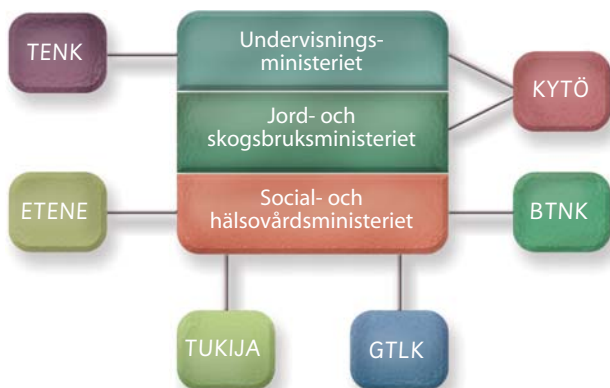 TENK
Undervisnings-
ministeriet
KYTÖ
Jord- och
skogsbruksministeriet
ETENE
Social- och
hälsovårdsministeriet
BTNK
TUKIJA
GTLK